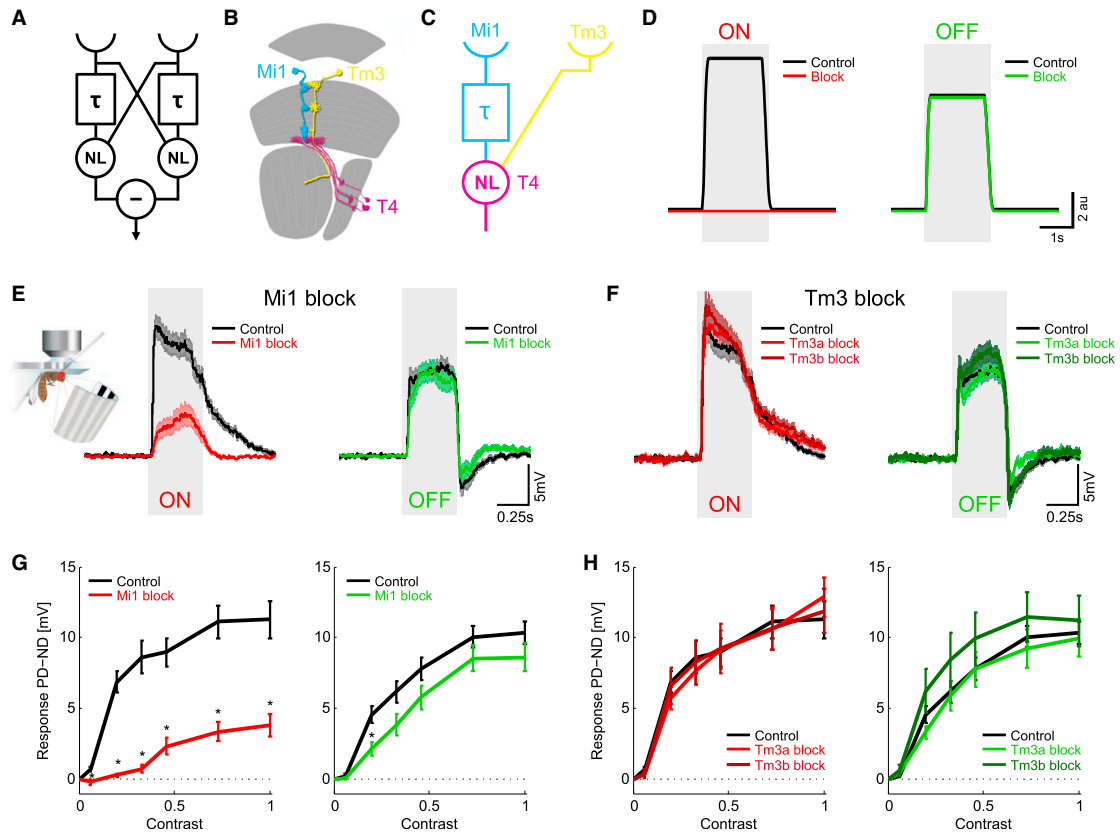 A
τ
τ
NL
NL
−
B
Mi1
Tm3
T4
C
Mi1
Tm3
τ
NL
T4
D
ON
Control
Block
OFF
Control
Block
2 au
1s
E
Mi1 block
Control
Mi1 block
ON
Control
Mi1 block
OFF
5mV
0.25s
F
Tm3 block
Control
Tm3a block
Tm3b block
ON
Control
Tm3a block
Tm3b block
OFF
5mV
0.25s
G
Response PD−ND [mV]
15
10
5
0
Control
Mi1 block
* * * * * *
0 0.5 1
Contrast
15
10
5
0
Control
Mi1 block
*
0 0.5 1
Contrast
H
Response PD−ND [mV]
15
10
5
0
Control
Tm3a block
Tm3b block
0 0.5 1
Contrast
15
10
5
0
Control
Tm3a block
Tm3b block
0 0.5 1
Contrast